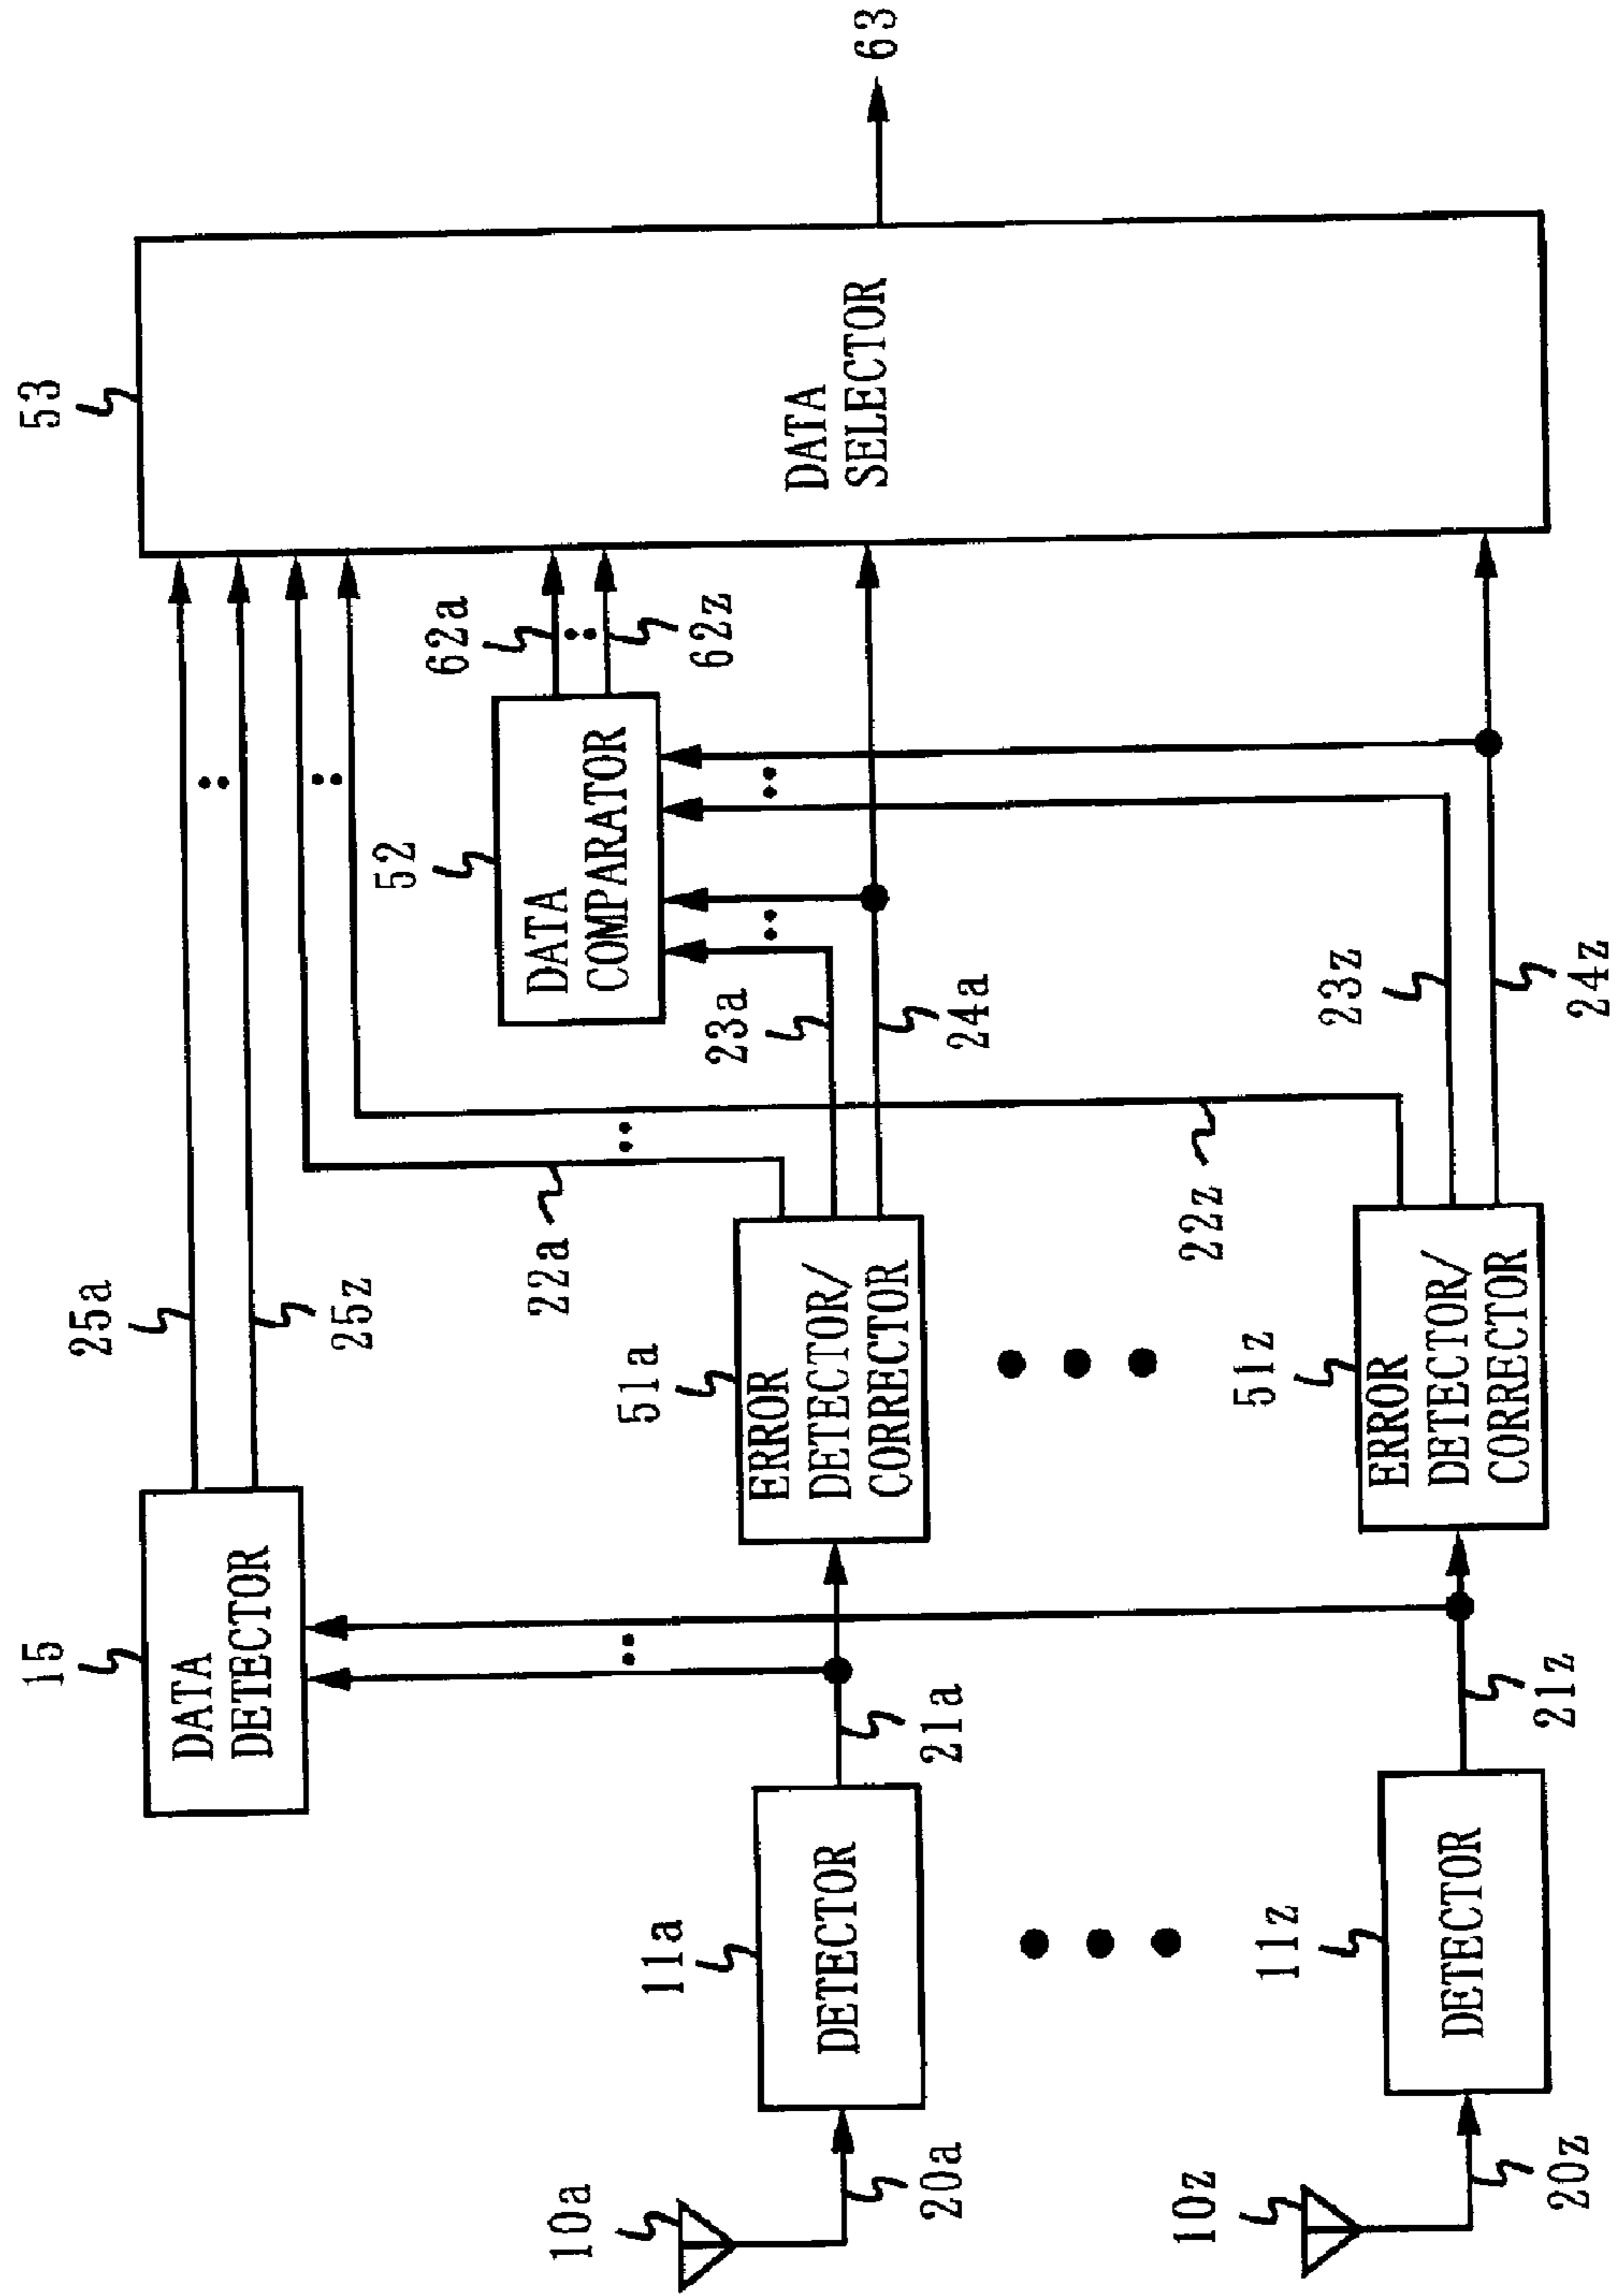 53
63
DATA
SELECTOR
62a
62z
52
DATA
COMPARATOR
23a
24a
23z
24z
22a
22z
25a
25z
51a
ERROR
DETECTOR/
CORRECTOR
51z
ERROR
DETECTOR/
CORRECTOR
15
DATA
DETECTOR
21a
21z
11a
DETECTOR
11z
DETECTOR
10a
20a
10z
20z